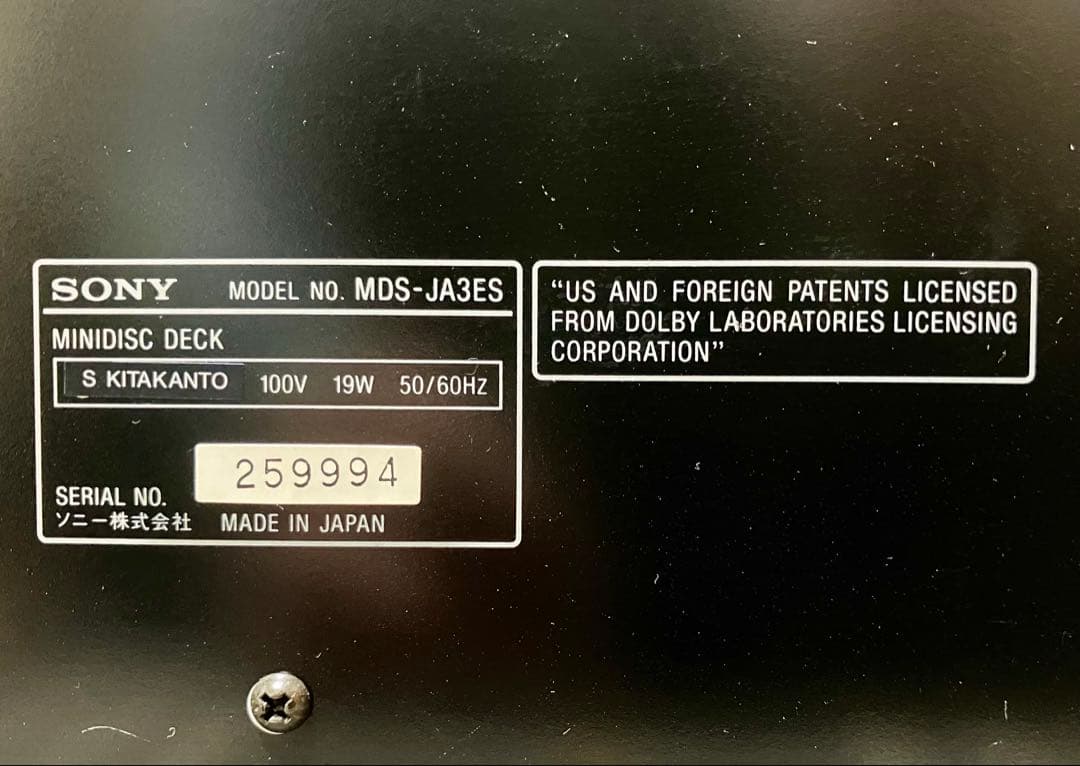 SONY MODEL NO. MDS-JA3ES
MINIDISC DECK
S KITAKANTO 100V 19W 50/60Hz
259994
SERIAL NO.
ソニー株式会社 MADE IN JAPAN
“US AND FOREIGN PATENTS LICENSED
FROM DOLBY LABORATORIES LICENSING
CORPORATION”